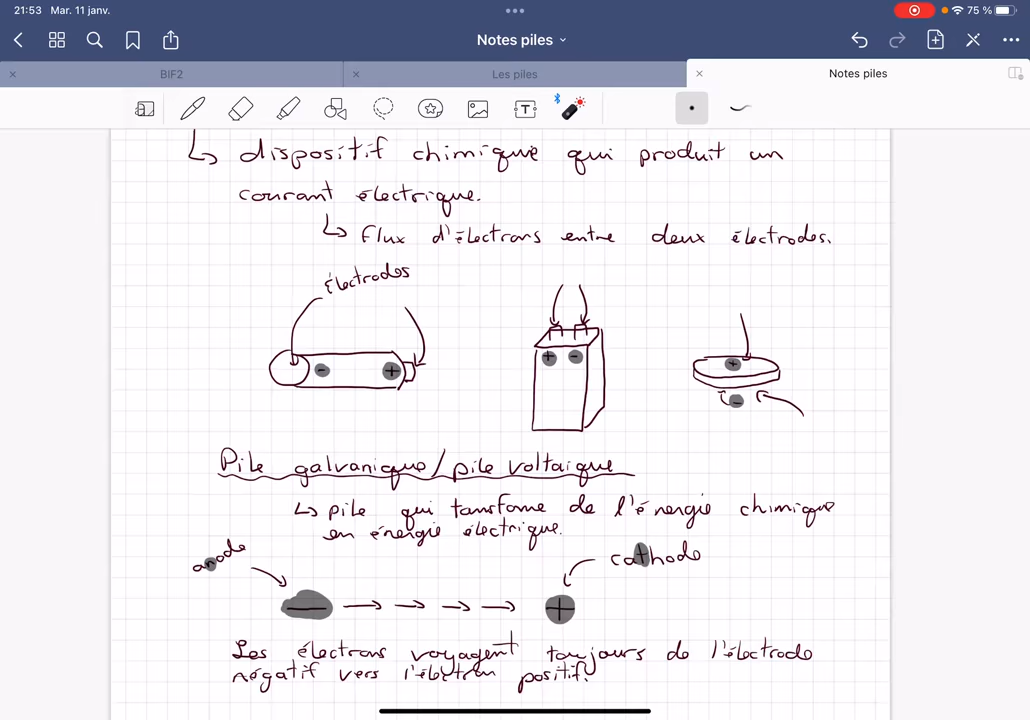 21:53 Mar. 11 janv.
75 %
Notes piles
BIF2
Les piles
Notes piles
↳ dispositif chimique qui produit un
courant électrique.
↳ Flux d'électrons entre deux électrodes.
électrodes
- +
+ -
+
-
Pile galvanique/pile voltaïque
↳ pile qui tansforme de l'énergie chimique
en énergie électrique.
anode
cathode
- → → → → +
Les électrons voyagent toujours de l'électrode
négatif vers l'électron positif.